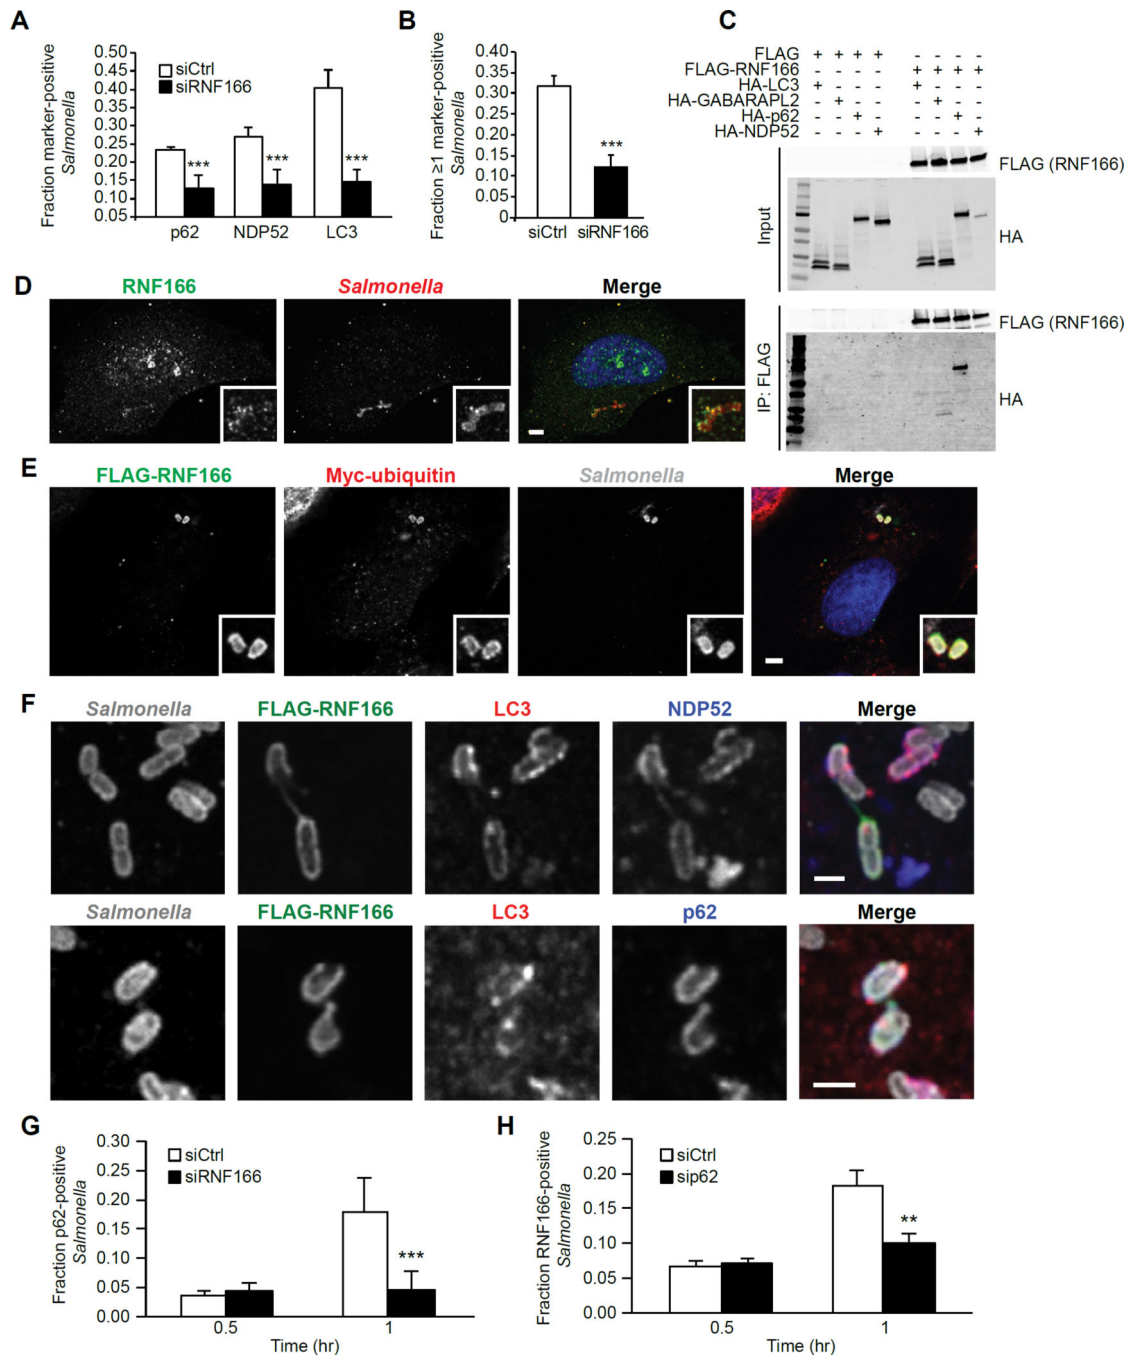 A
Fraction marker-positive
Salmonella
0.50
0.45
0.40
0.35
0.30
0.25
0.20
0.15
0.10
0.05
siCtrl
siRNF166
***
***
***
p62
NDP52
LC3
B
Fraction ≥1 marker-positive
Salmonella
0.40
0.35
0.30
0.25
0.20
0.15
0.10
0.05
0
***
siCtrl siRNF166
C
FLAG + + + + - - - -
FLAG-RNF166 - - - - + + + +
HA-LC3 + - - - + - - -
HA-GABARAPL2 - + - - - + - -
HA-p62 - - + - - - + -
HA-NDP52 - - - + - - - +
Input
FLAG (RNF166)
HA
IP: FLAG
FLAG (RNF166)
HA
D
RNF166
Salmonella
Merge
E
FLAG-RNF166
Myc-ubiquitin
Salmonella
Merge
F
Salmonella
FLAG-RNF166
LC3
NDP52
Merge
Salmonella
FLAG-RNF166
LC3
p62
Merge
G
Fraction p62-positive
Salmonella
0.30
0.25
0.20
0.15
0.10
0.05
0.00
siCtrl
siRNF166
***
0.5
1
Time (hr)
H
Fraction RNF166-positive
Salmonella
0.25
0.20
0.15
0.10
0.05
0.00
siCtrl
sip62
**
0.5
1
Time (hr)